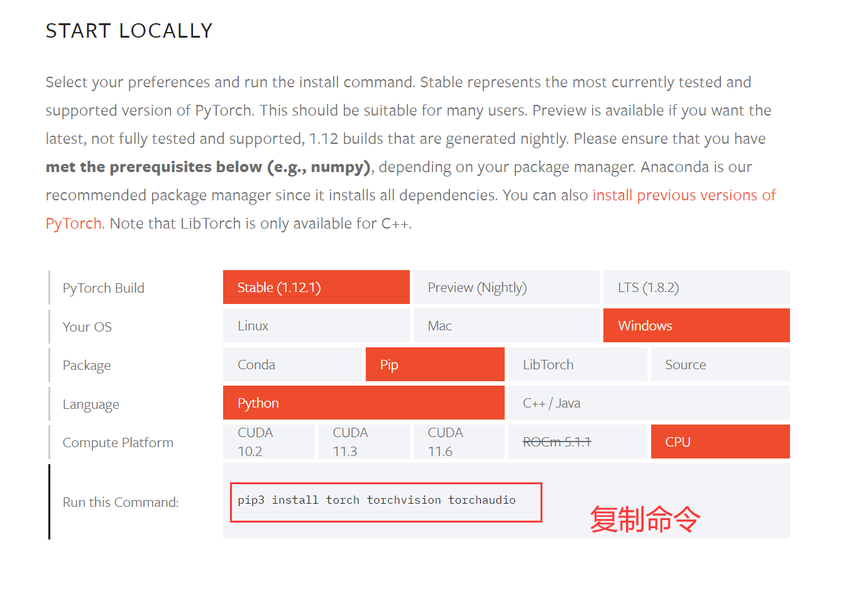 START LOCALLY
Select your preferences and run the install command. Stable represents the most currently tested and
supported version of PyTorch. This should be suitable for many users. Preview is available if you want the
latest, not fully tested and supported, 1.12 builds that are generated nightly. Please ensure that you have
met the prerequisites below (e.g., numpy), depending on your package manager. Anaconda is our
recommended package manager since it installs all dependencies. You can also install previous versions of
PyTorch. Note that LibTorch is only available for C++.
PyTorch Build Stable (1.12.1) Preview (Nightly) LTS (1.8.2)
Your OS Linux Mac Windows
Package Conda Pip LibTorch Source
Language Python C++ / Java
Compute Platform CUDA 10.2 CUDA 11.3 CUDA 11.6 ROCm 5.1.1 CPU
Run this Command: pip3 install torch torchvision torchaudio
复制命令